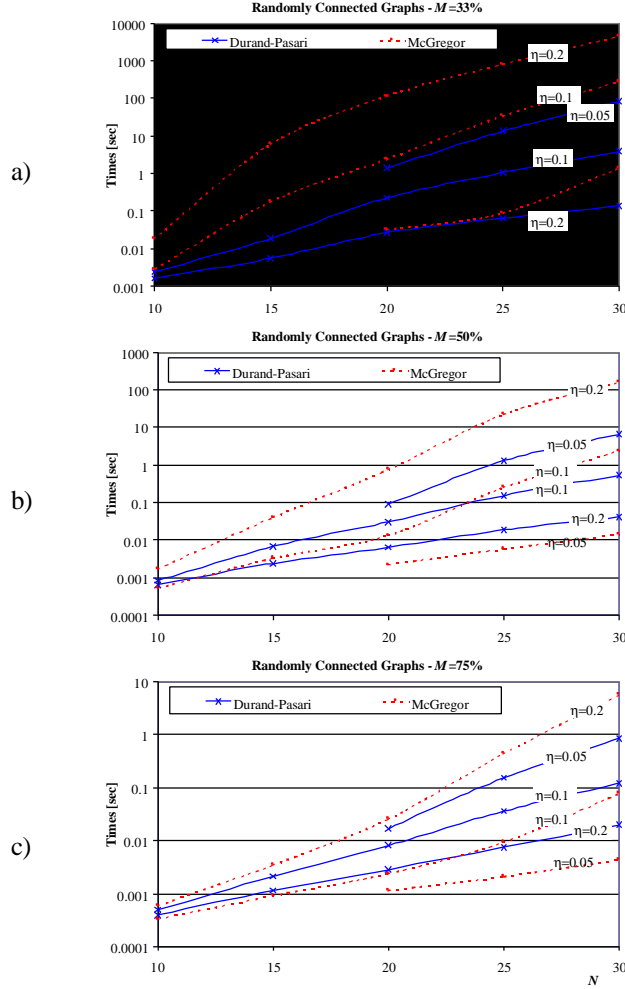 Randomly Connected Graphs - M=33%
Durand-Pasari
McGregor
10000
1000
100
10
1
0.1
0.01
0.001
Times [sec]
η=0.2
η=0.1
η=0.05
η=0.1
η=0.2
10
15
20
25
30
a)
Randomly Connected Graphs - M=50%
Durand-Pasari
McGregor
1000
100
10
1
0.1
0.01
0.001
0.0001
Times [sec]
η=0.2
η=0.05
η=0.1
η=0.1
η=0.2
η=0.05
10
15
20
25
30
b)
Randomly Connected Graphs - M=75%
Durand-Pasari
McGregor
10
1
0.1
0.01
0.001
0.0001
Times [sec]
η=0.2
η=0.05
η=0.1
η=0.1
η=0.2
η=0.05
10
15
20
25
30
N
c)